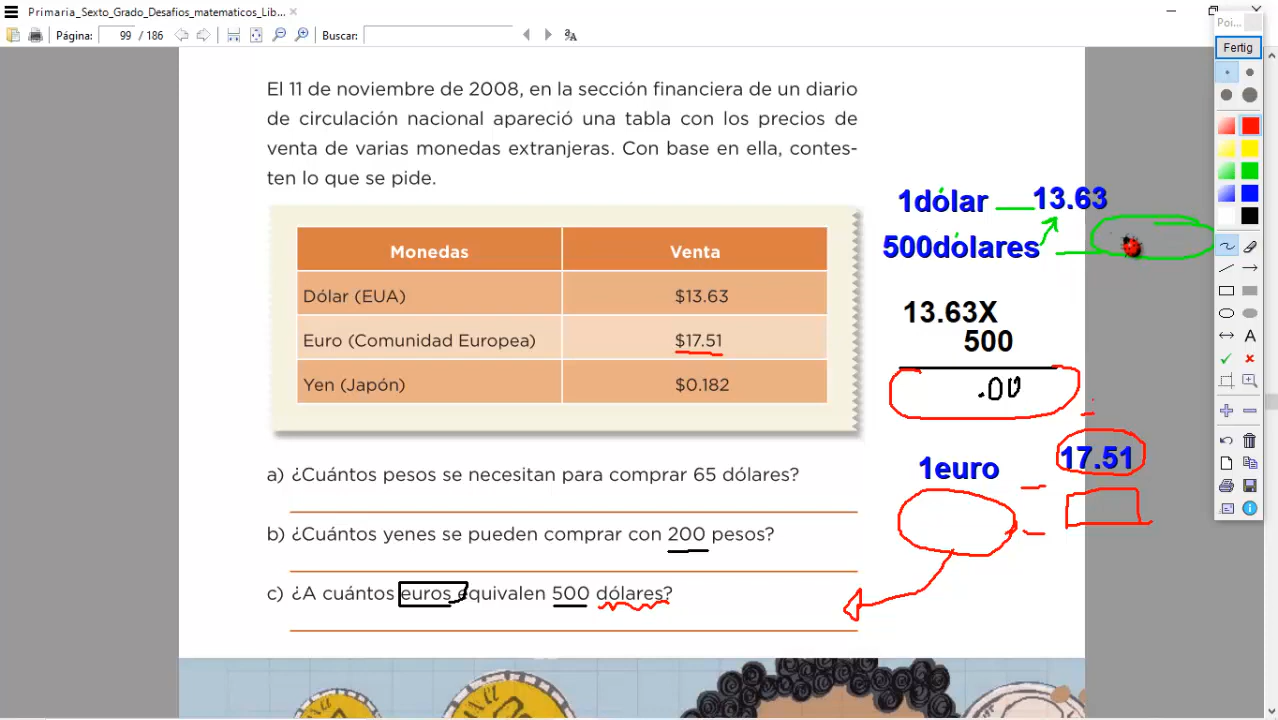 Primaria_Sexto_Grado_Desafios_matematicos_Lib...
Página: 99 / 186 Buscar:
Poi...
Fertig
El 11 de noviembre de 2008, en la sección financiera de un diario
de circulación nacional apareció una tabla con los precios de
venta de varias monedas extranjeras. Con base en ella, contes-
ten lo que se pide.
Monedas Venta
Dólar (EUA) $13.63
Euro (Comunidad Europea) $17.51
Yen (Japón) $0.182
a) ¿Cuántos pesos se necesitan para comprar 65 dólares?
b) ¿Cuántos yenes se pueden comprar con 200 pesos?
c) ¿A cuántos euros equivalen 500 dólares?
1dólar 13.63
500dólares
13.63X
500
.00
1euro 17.51
A